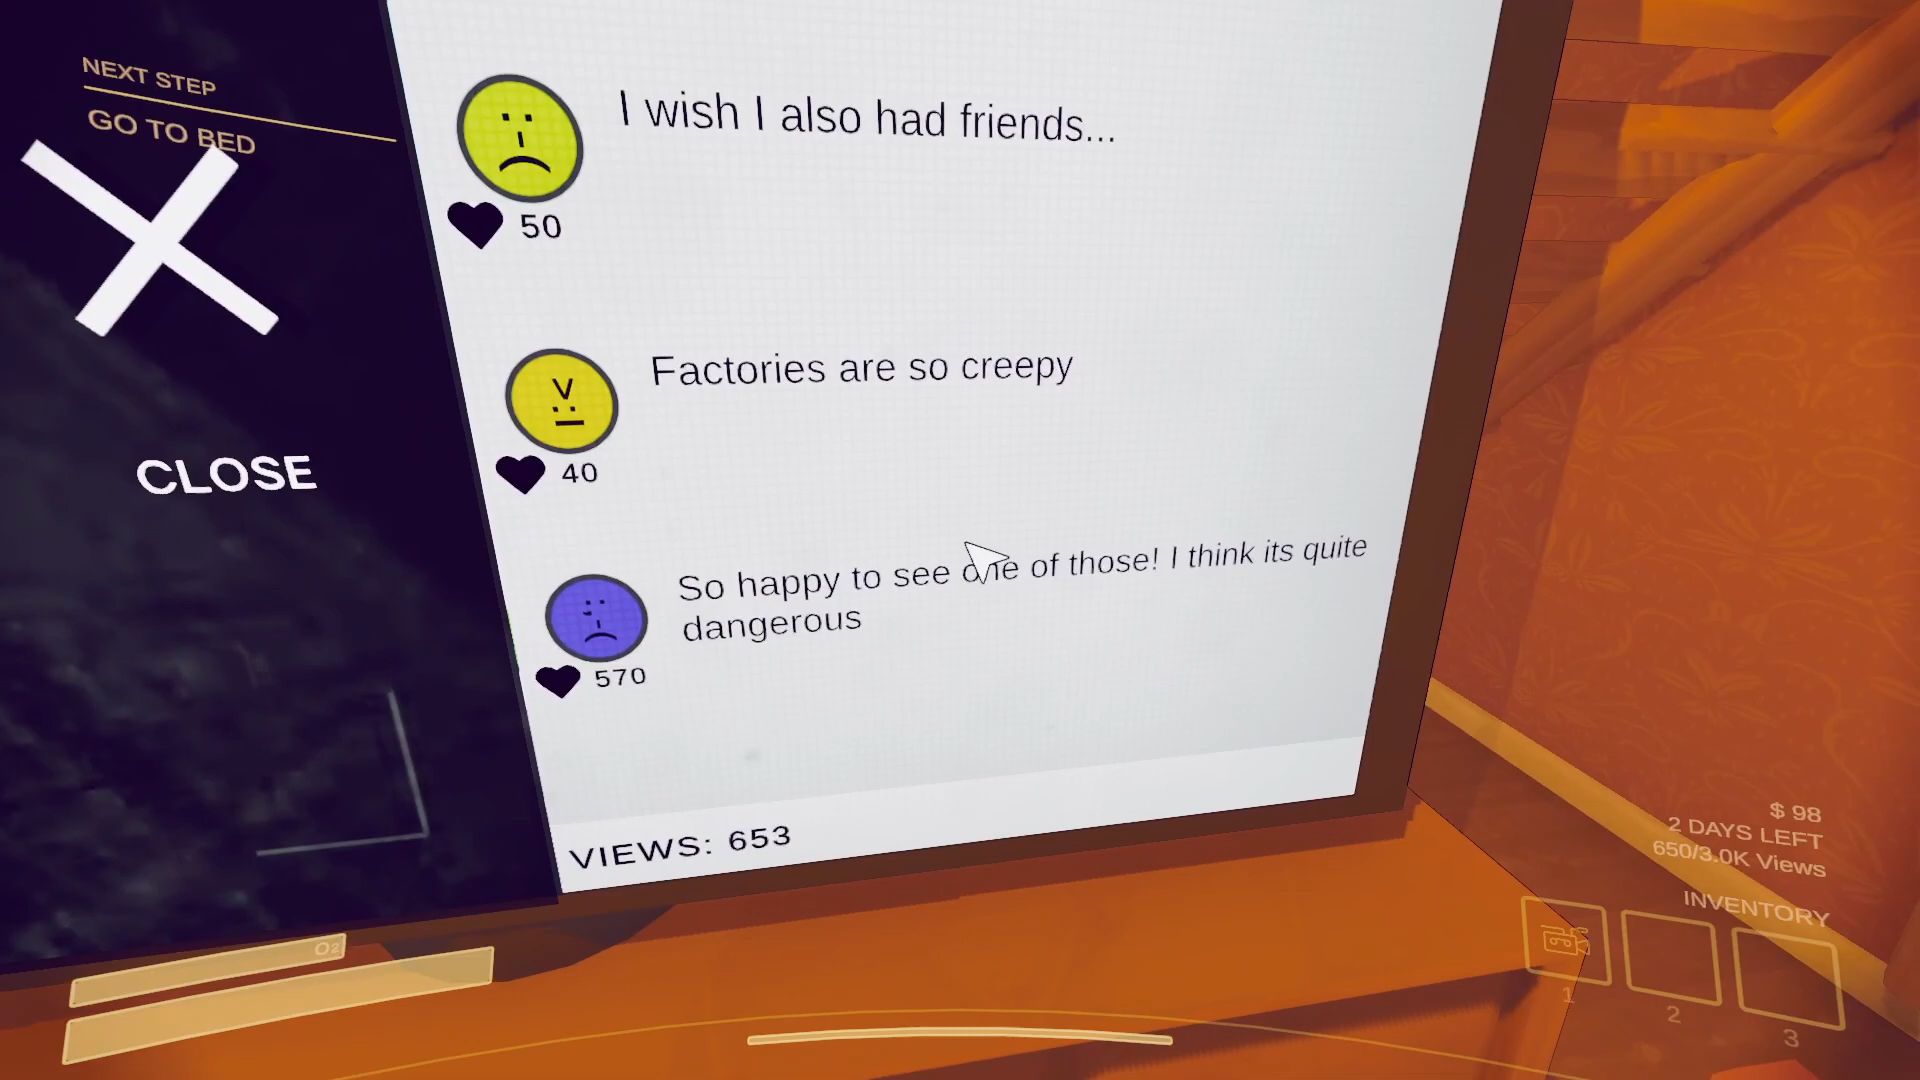 NEXT STEP
GO TO BED
CLOSE
I wish I also had friends...
50
Factories are so creepy
40
So happy to see one of those! I think its quite
dangerous
570
VIEWS: 653
$ 98
2 DAYS LEFT
650/3.0K Views
INVENTORY
1
2
3
O2